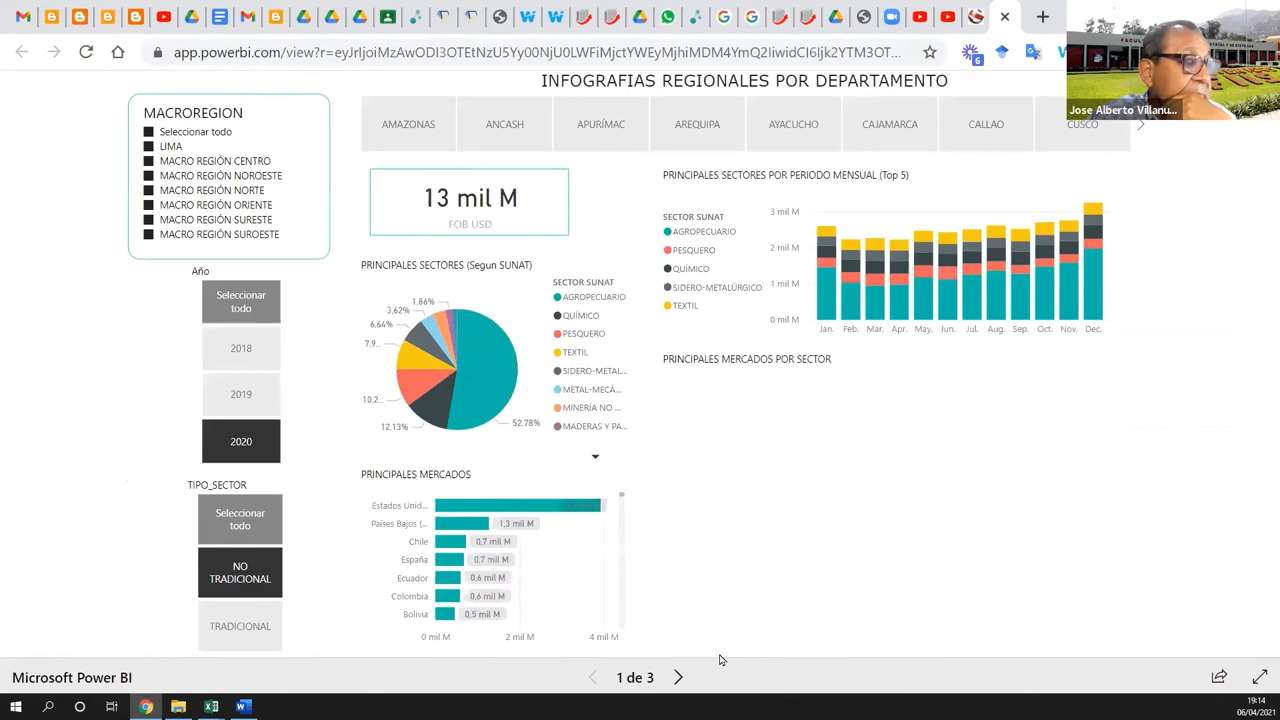 app.powerbi.com/view?r=
Jose Alberto Villanu...
INFOGRAFIAS REGIONALES POR DEPARTAMENTO
MACROREGION
Seleccionar todo
LIMA
MACRO REGIÓN CENTRO
MACRO REGIÓN NOROESTE
MACRO REGIÓN NORTE
MACRO REGIÓN ORIENTE
MACRO REGIÓN SURESTE
MACRO REGIÓN SUROESTE
AMAZONAS ANCASH APURÍMAC AREQUIPA AYACUCHO CAJAMARCA CALLAO CUSCO
13 mil M
FOB USD
Año
Seleccionar
todo
2018
2019
2020
TIPO_SECTOR
Seleccionar
todo
NO
TRADICIONAL
TRADICIONAL
PRINCIPALES SECTORES (Segun SUNAT)
1,86%
3,62%
6,64%
7,9...
10,2...
12,13%
52,78%
SECTOR SUNAT
AGROPECUARIO
QUÍMICO
PESQUERO
TEXTIL
SIDERO-METAL...
METAL-MECÁ...
MINERÍA NO ...
MADERAS Y PA...
PRINCIPALES MERCADOS
Estados Unid...
Países Bajos (... 1,3 mil M
Chile 0,7 mil M
España 0,7 mil M
Ecuador 0,6 mil M
Colombia 0,6 mil M
Bolivia 0,5 mil M
0 mil M 2 mil M 4 mil M
PRINCIPALES SECTORES POR PERIODO MENSUAL (Top 5)
SECTOR SUNAT
AGROPECUARIO
PESQUERO
QUÍMICO
SIDERO-METALÚRGICO
TEXTIL
3 mil M
2 mil M
1 mil M
0 mil M
Jan. Feb. Mar. Apr. May. Jun. Jul. Aug. Sep. Oct. Nov. Dec.
PRINCIPALES MERCADOS POR SECTOR
Microsoft Power BI
1 de 3
19:14
06/04/2021